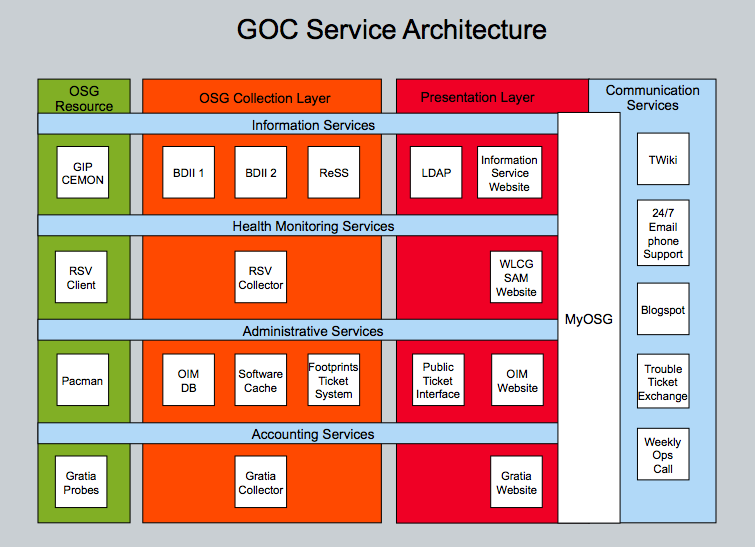 GOC Service Architecture
OSG
Resource
OSG Collection Layer
Presentation Layer
Communication
Services
Information Services
GIP
CEMON
BDII 1
BDII 2
ReSS
LDAP
Information
Service
Website
TWiki
Health Monitoring Services
24/7
Email
phone
Support
RSV
Client
RSV
Collector
WLCG
SAM
Website
MyOSG
Blogspot
Administrative Services
Pacman
OIM
DB
Software
Cache
Footprints
Ticket
System
Public
Ticket
Interface
OIM
Website
Trouble
Ticket
Exchange
Accounting Services
Gratia
Probes
Gratia
Collector
Gratia
Website
Weekly
Ops
Call